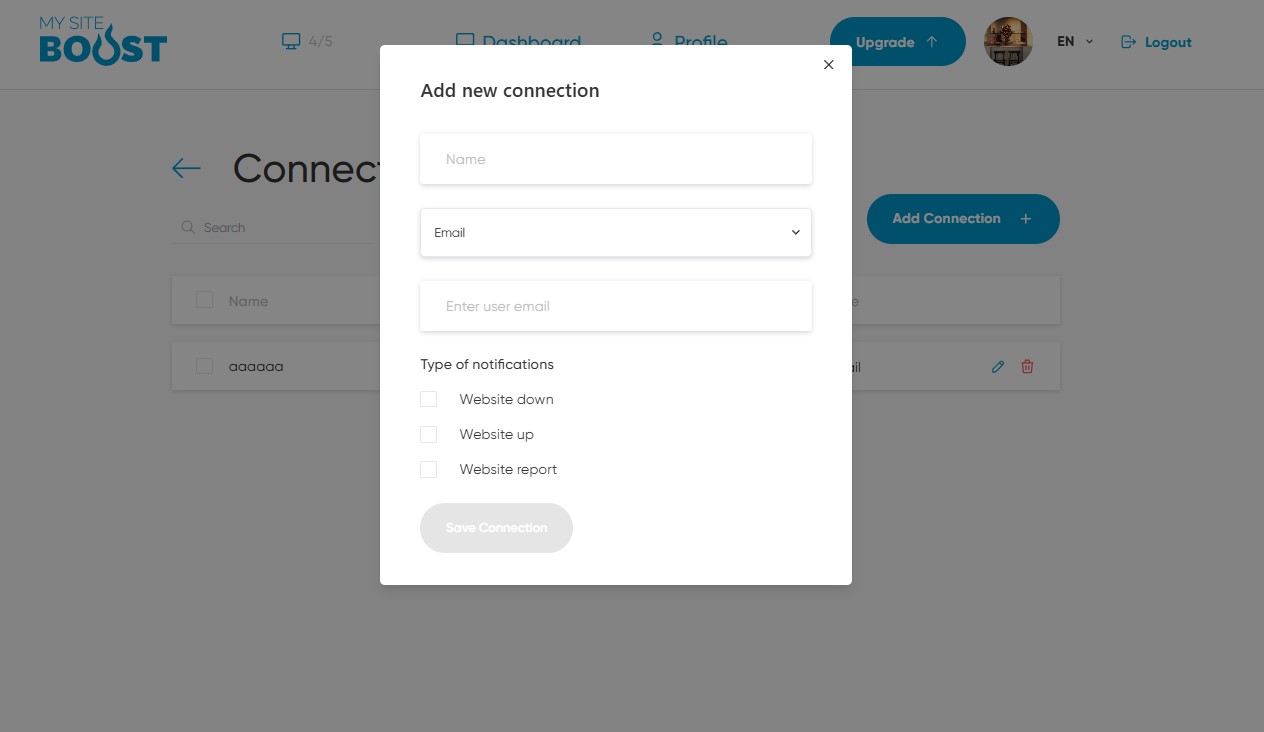 MY SITE
BOOST
4/5
Dashboard
Profile
Upgrade
EN
Logout
Connect
Search
Add Connection
Name
aaaaaa
Add new connection
Name
Email
Enter user email
Type of notifications
Website down
Website up
Website report
Save Connection